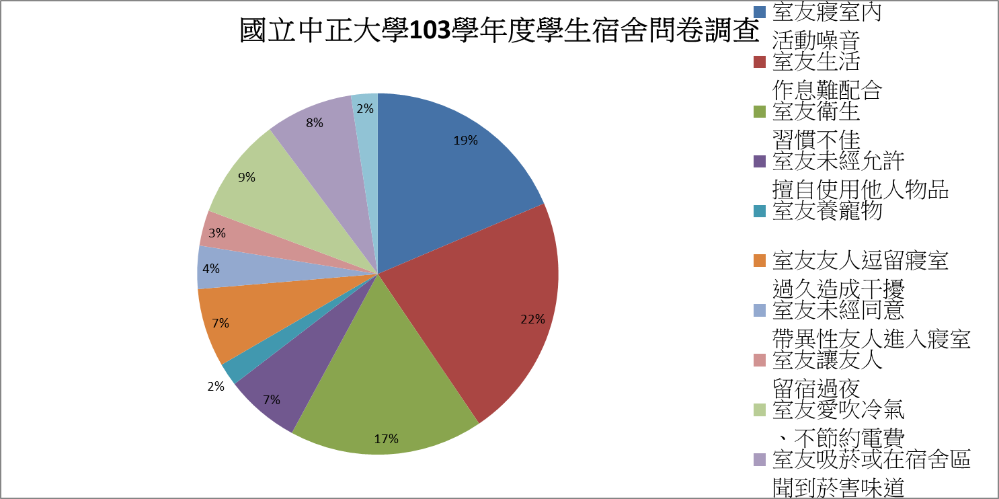 國立中正大學103學年度學生宿舍問卷調查
室友寢室內
活動噪音
室友生活
作息難配合
室友衛生
習慣不佳
室友未經允許
擅自使用他人物品
室友養寵物
室友友人逗留寢室
過久造成干擾
室友未經同意
帶異性友人進入寢室
室友讓友人
留宿過夜
室友愛吹冷氣
、不節約電費
室友吸菸或在宿舍區
聞到菸害味道
2%
8%
19%
9%
3%
4%
22%
7%
2%
7%
17%